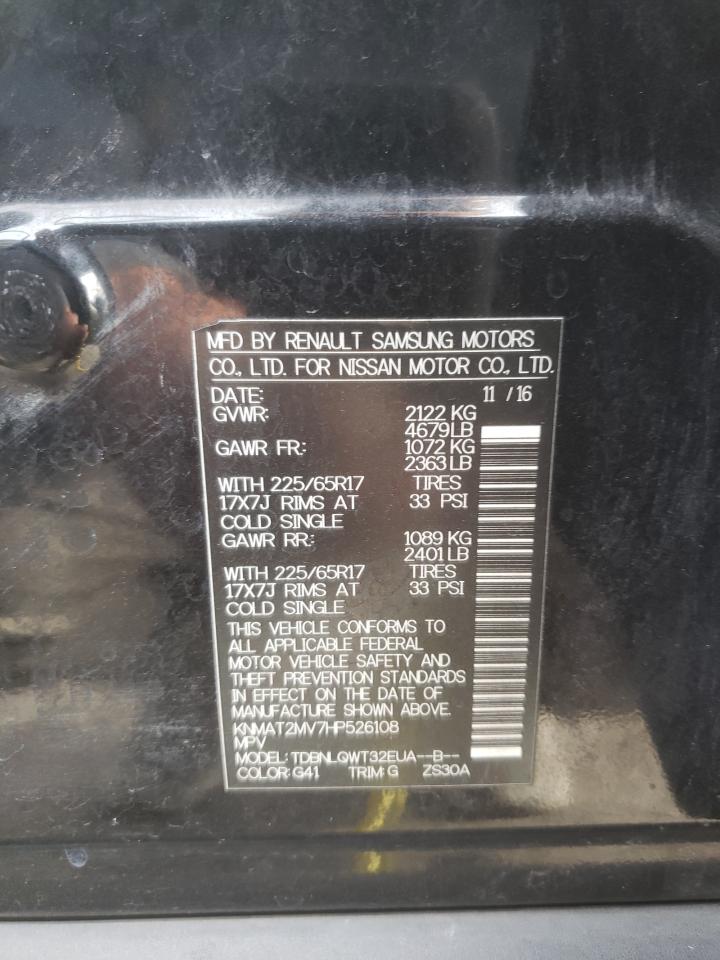 MFD BY RENAULT SAMSUNG MOTORS
CO., LTD. FOR NISSAN MOTOR CO., LTD.
DATE: 11 / 16
GVWR: 2122 KG
4679 LB
GAWR FR: 1072 KG
2363 LB
WITH 225/65R17 TIRES
17X7J RIMS AT 33 PSI
COLD SINGLE
GAWR RR: 1089 KG
2401 LB
WITH 225/65R17 TIRES
17X7J RIMS AT 33 PSI
COLD SINGLE
THIS VEHICLE CONFORMS TO
ALL APPLICABLE FEDERAL
MOTOR VEHICLE SAFETY AND
THEFT PREVENTION STANDARDS
IN EFFECT ON THE DATE OF
MANUFACTURE SHOWN ABOVE.
KNMAT2MV7HP526108
MPV
MODEL: TDBNLQWT32EUA--B--
COLOR: G41 TRIM: G ZS30A